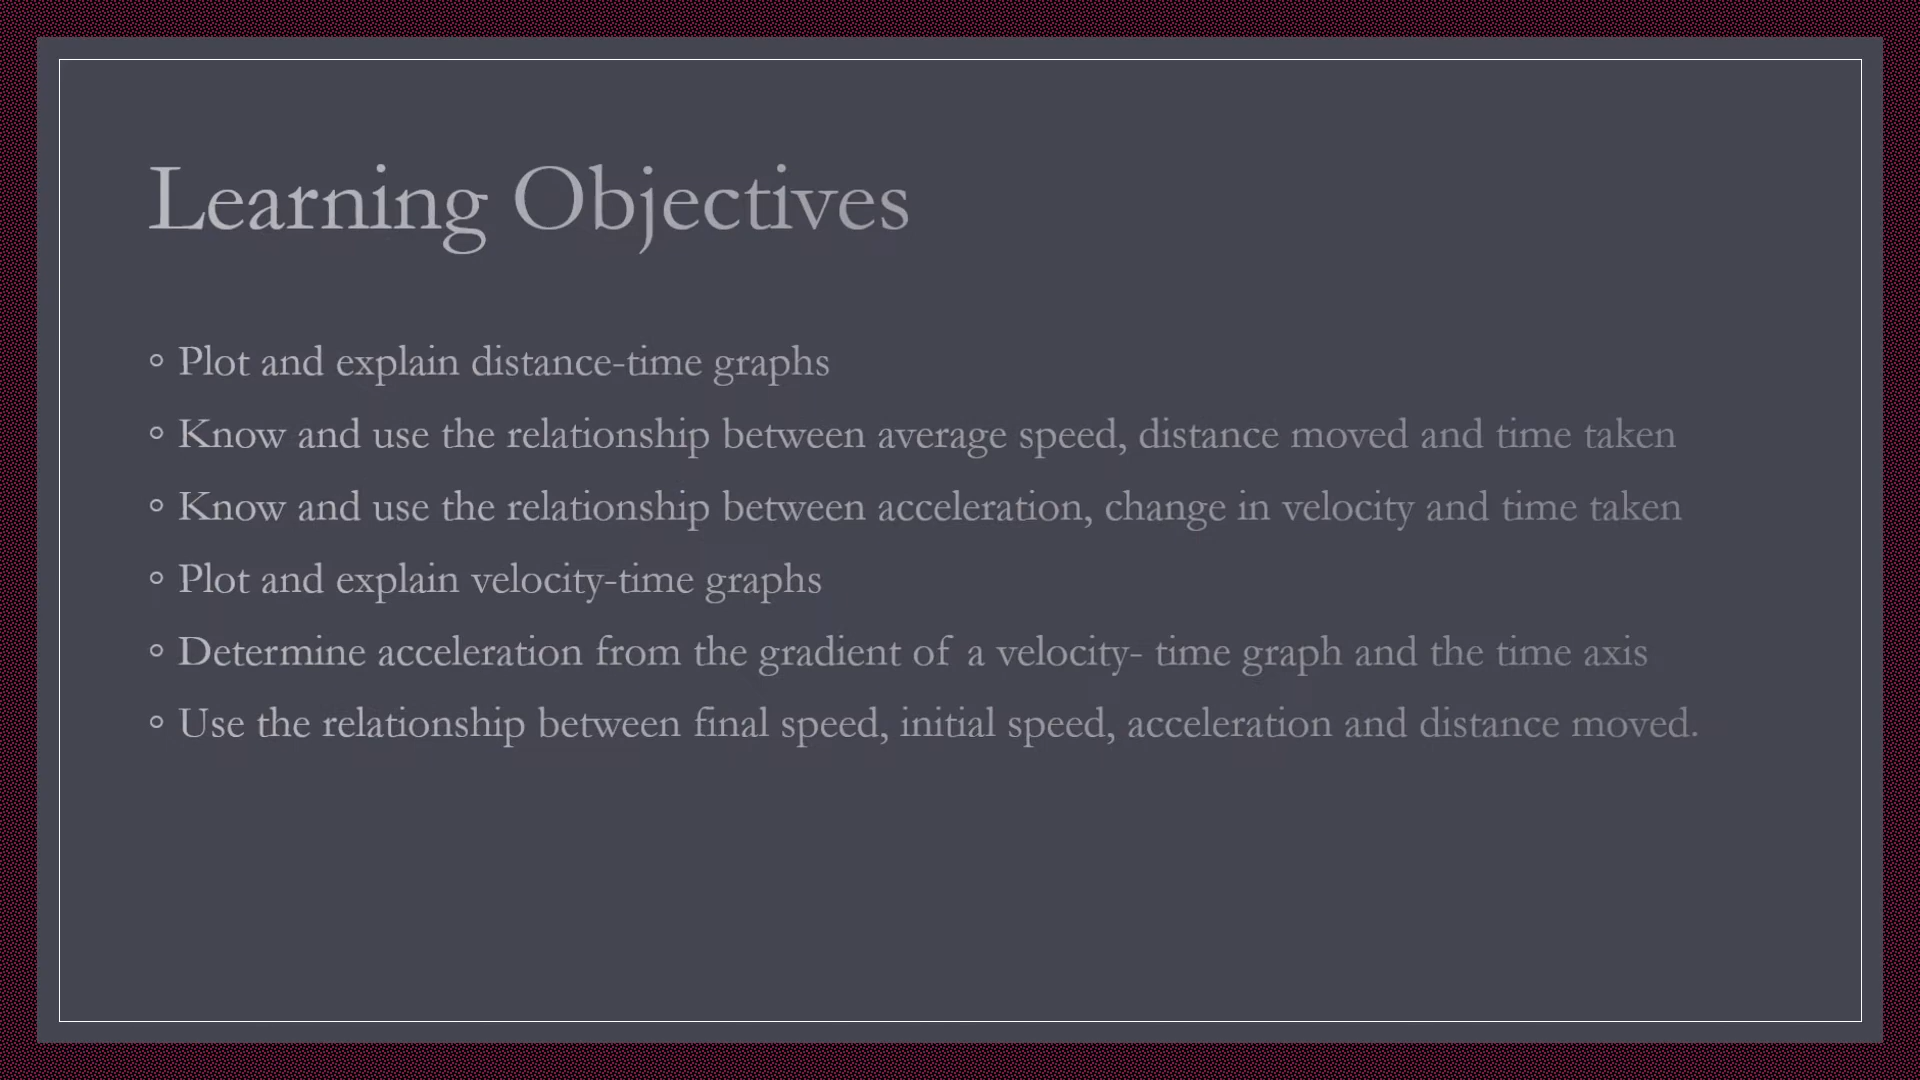 Learning Objectives
Plot and explain distance-time graphs
Know and use the relationship between average speed, distance moved and time taken
Know and use the relationship between acceleration, change in velocity and time taken
Plot and explain velocity-time graphs
Determine acceleration from the gradient of a velocity- time graph and the time axis
Use the relationship between final speed, initial speed, acceleration and distance moved.